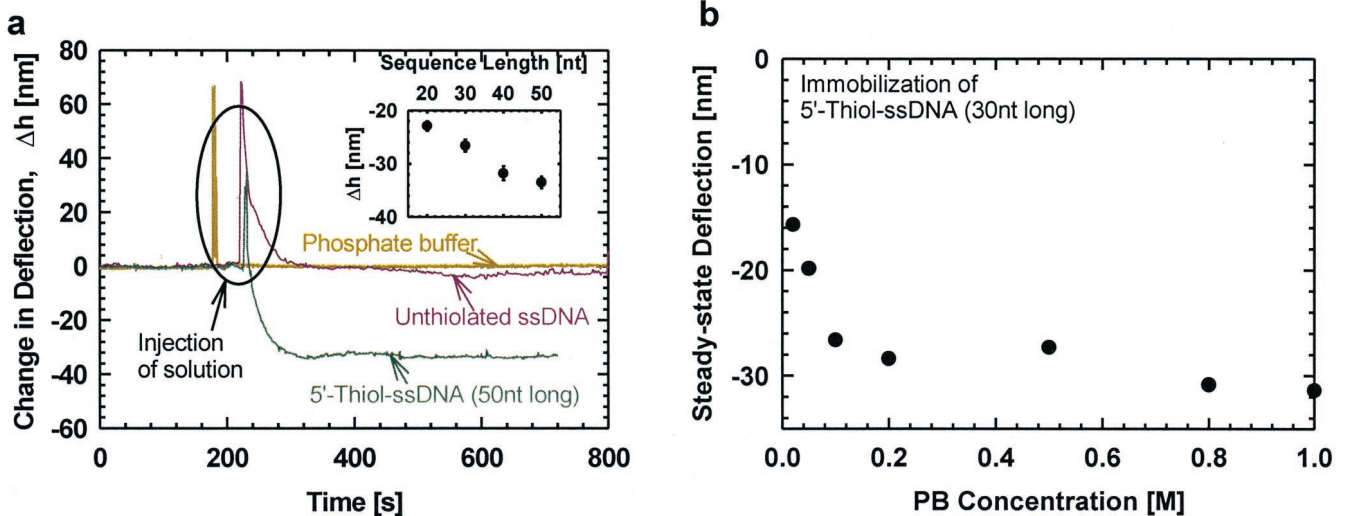 a
Change in Deflection, Δh [nm]
80
60
40
20
0
-20
-40
-60
0
200
400
600
800
Time [s]
Sequence Length [nt]
20 30 40 50
Δh [nm]
-20
-30
-40
Phosphate buffer
Unthiolated ssDNA
Injection
of solution
5'-Thiol-ssDNA (50nt long)
b
Steady-state Deflection [nm]
0
-10
-20
-30
Immobilization of
5'-Thiol-ssDNA (30nt long)
0.0
0.2
0.4
0.6
0.8
1.0
PB Concentration [M]